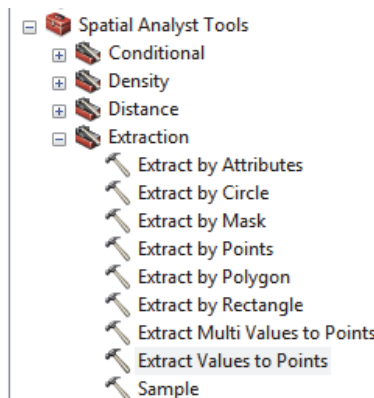 Spatial Analyst Tools
Conditional
Density
Distance
Extraction
Extract by Attributes
Extract by Circle
Extract by Mask
Extract by Points
Extract by Polygon
Extract by Rectangle
Extract Multi Values to Points
Extract Values to Points
Sample